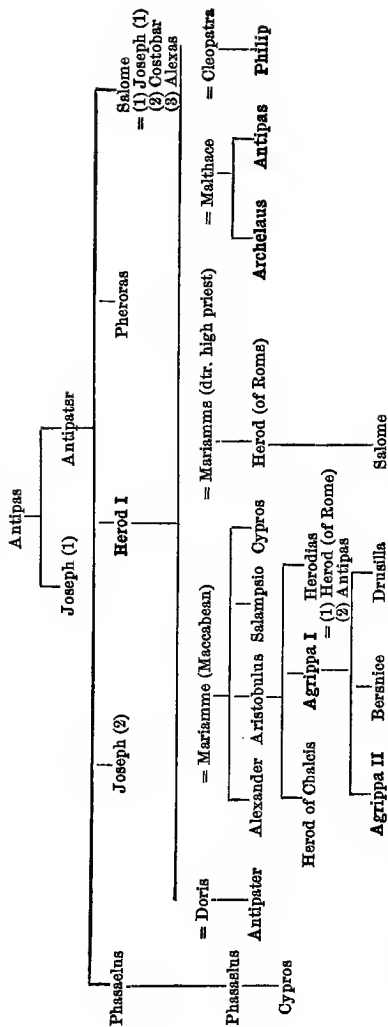 Antipas
Joseph (1) Antipater
Phasaelus Joseph (2) Herod I Pheroras Salome
= (1) Joseph (1)
(2) Costobar
(3) Alexas
= Doris = Mariamme (Maccabean) = Mariamme (dtr. high priest) = Malthace = Cleopatra
Phasaelus Antipater Alexander Aristobulus Salampsio Cypros Herod (of Rome) Archelaus Antipas Philip
Cypros Herod of Chalcis Agrippa I Herodias
= (1) Herod (of Rome)
(2) Antipas
Agrippa II Bersnice Drusilla Salome